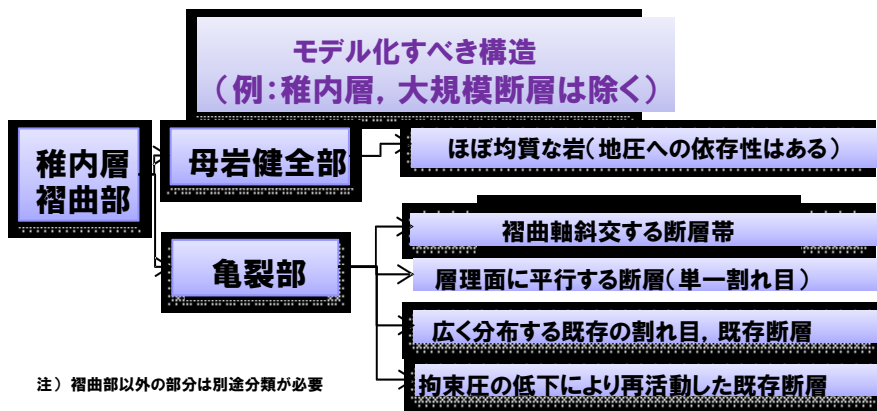 モデル化すべき構造
（例：稚内層，大規模断層は除く）
稚内層
褶曲部
母岩健全部
ほぼ均質な岩（地圧への依存性はある）
亀裂部
褶曲軸斜交する断層帯
層理面に平行する断層（単一割れ目）
広く分布する既存の割れ目，既存断層
拘束圧の低下により再活動した既存断層
注）褶曲部以外の部分は別途分類が必要